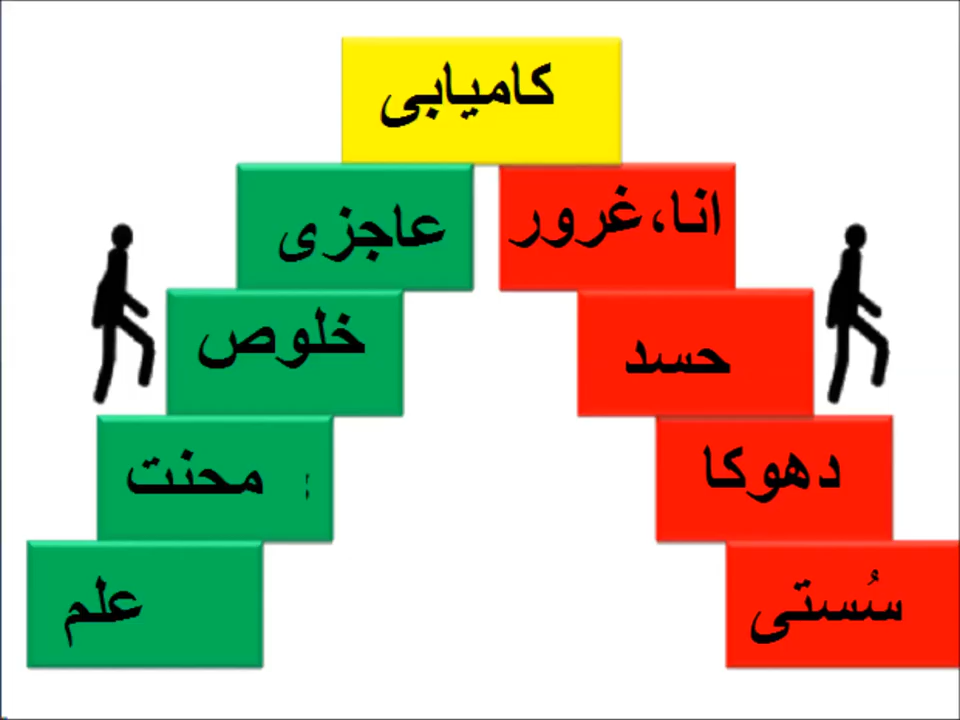 کامیابی
انا،غرور
عاجزی
حسد
خلوص
دھوکا
محنت ;
سُستی
علم